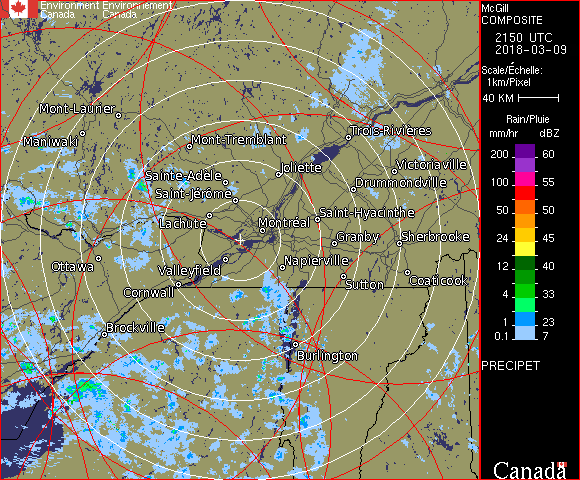 Environment Environnement
Canada Canada
McGill
COMPOSITE
2150 UTC
2018-03-09
Scale/Échelle:
1km/Pixel
40 KM
Rain/Pluie
mm/hr dBZ
200 60
100 55
50 50
24 45
12 40
4 33
1 23
0.1 7
PRECIPET
Canada
Mont-Laurier
Maniwaki
Mont-Tremblant
Trois-Rivières
Joliette
Victoriaville
Sainte-Adèle
Drummondville
Saint-Jérôme
Saint-Hyacinthe
Lachute
Montréal
Granby
Sherbrooke
Ottawa
Valleyfield
Napierville
Cornwall
Sutton
Coaticook
Brockville
Burlington